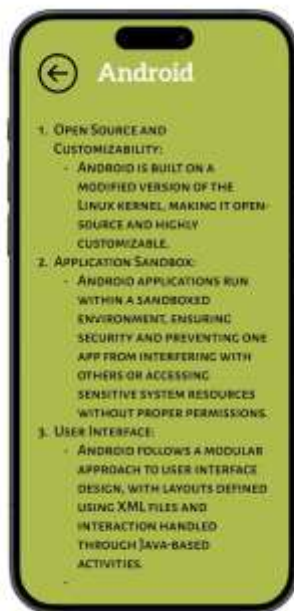 Android
1. Open Source and
Customizability:
- Android is built on a
modified version of the
Linux kernel, making it open-
source and highly
customizable.
2. Application Sandbox:
- Android applications run
within a sandboxed
environment, ensuring
security and preventing one
app from interfering with
others or accessing
sensitive system resources
without proper permissions.
3. User Interface:
- Android follows a modular
approach to user interface
design, with layouts defined
using XML files and
interaction handled
through Java-based
activities.
-